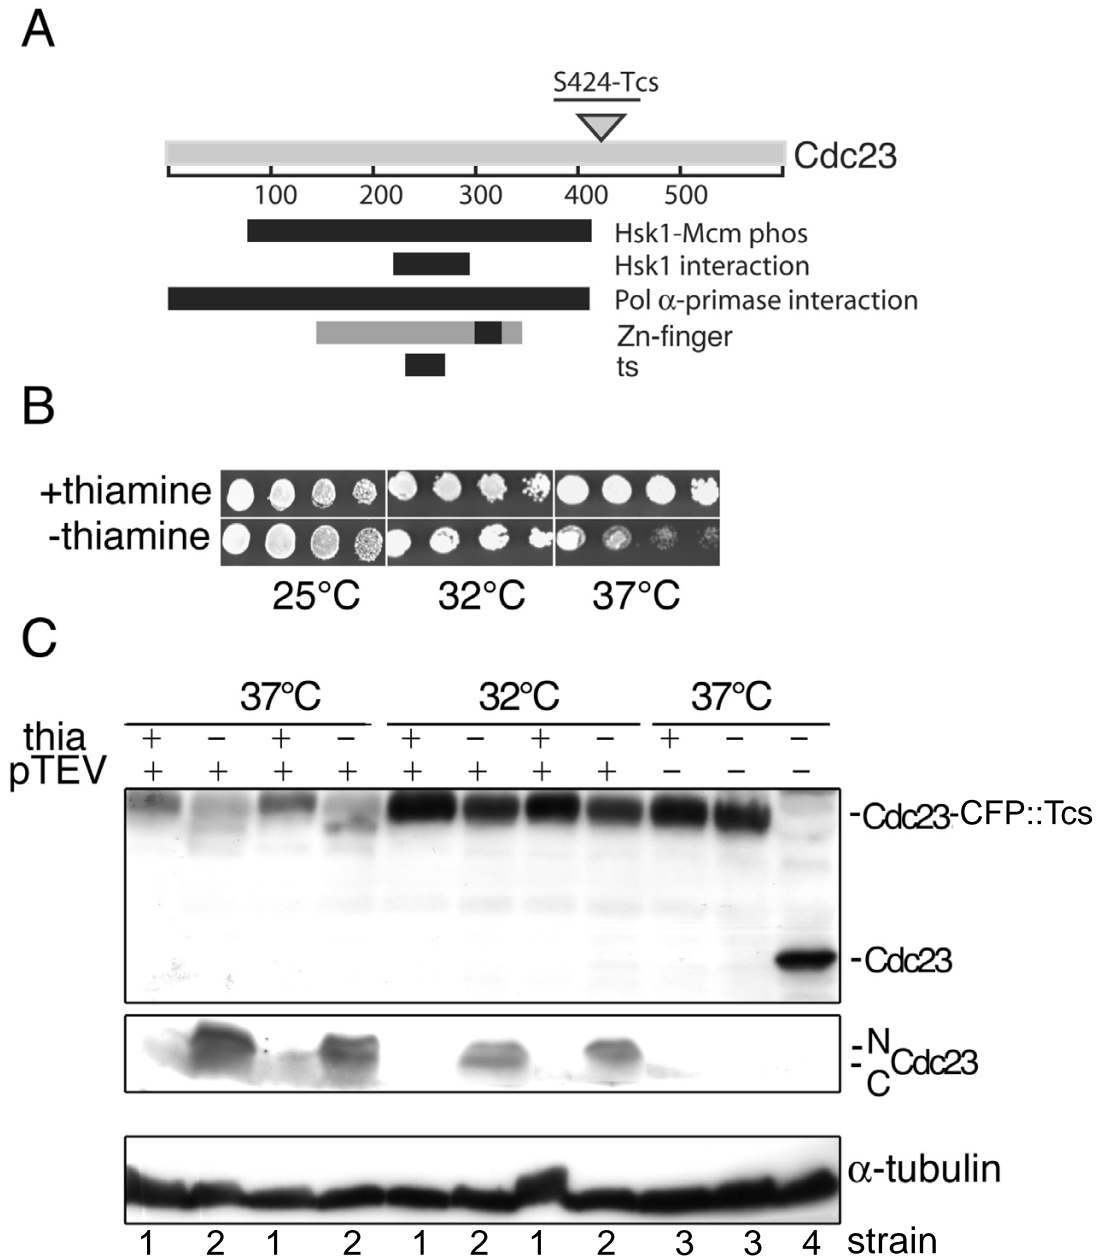 A
S424-Tcs
Cdc23
100 200 300 400 500
Hsk1-Mcm phos
Hsk1 interaction
Pol α-primase interaction
Zn-finger
ts
B
+thiamine
-thiamine
25°C 32°C 37°C
C
37°C 32°C 37°C
thia + − + − + − + − + − −
pTEV + + + + + + + + − − −
-Cdc23-CFP::Tcs
-Cdc23
-N
-C Cdc23
α-tubulin
1 2 1 2 1 2 1 2 3 3 4 strain